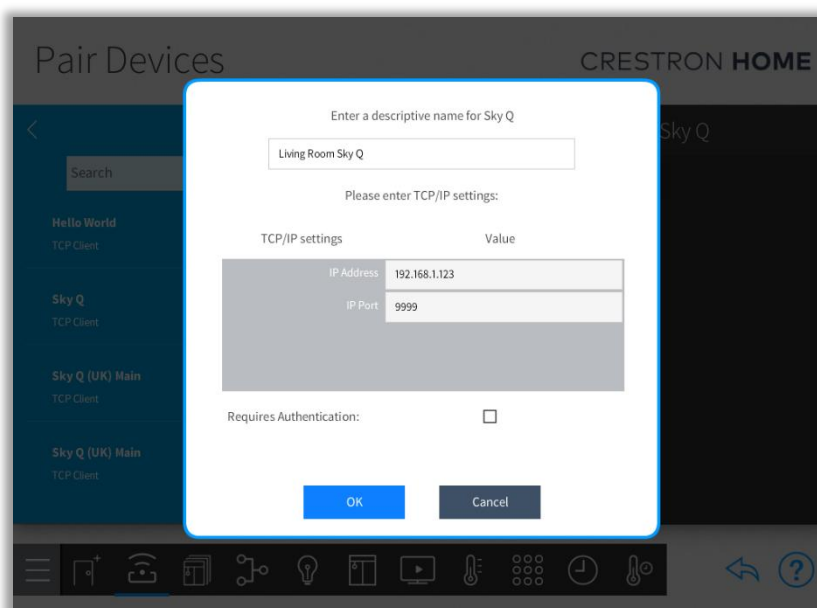 Pair Devices
CRESTRON HOME
Enter a descriptive name for Sky Q
Living Room Sky Q
Please enter TCP/IP settings:
TCP/IP settings Value
IP Address 192.168.1.123
IP Port 9999
Requires Authentication:
OK Cancel
Sky Q
Search
Hello World
TCP Client
Sky Q
TCP Client
Sky Q (UK) Main
TCP Client
Sky Q (UK) Main
TCP Client
?